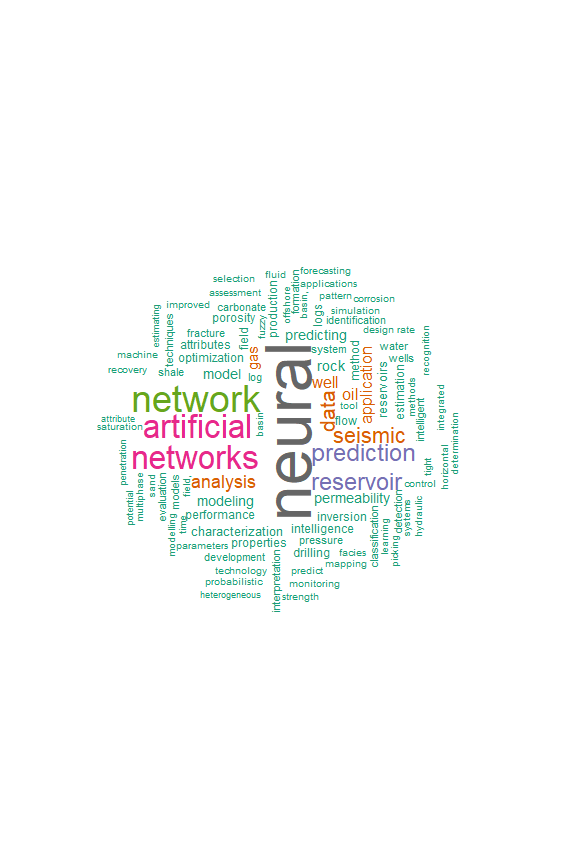 forecasting
fluid
selection
applications
formation
production
assessment
offshore
basin,
pattern
corrosion
improved
carbonate
logs
simulation
estimating
techniques
porosity
fuzzy
identification
fracture
field
predicting
design rate
recognition
attributes
system
method
water
machine
optimization
gas
neural
application
wells
recovery
shale
model
log
rock
reservoirs
estimation
methods
well
data
oil
network
tool
intelligent
integrated
attribute
saturation
artificial
basin
flow
seismic
determination
networks
prediction
penetration
tight
horizontal
potential
multiphase
sand
evaluation
models
field,
analysis
reservoir
control
modeling
permeability
detection
systems
hydraulic
performance
inversion
modelling
time
characterization
intelligence
classification
learning
picking
parameters
properties
pressure
development
interpretation
drilling
facies
mapping
technology
predict
probabilistic
monitoring
heterogeneous
strength